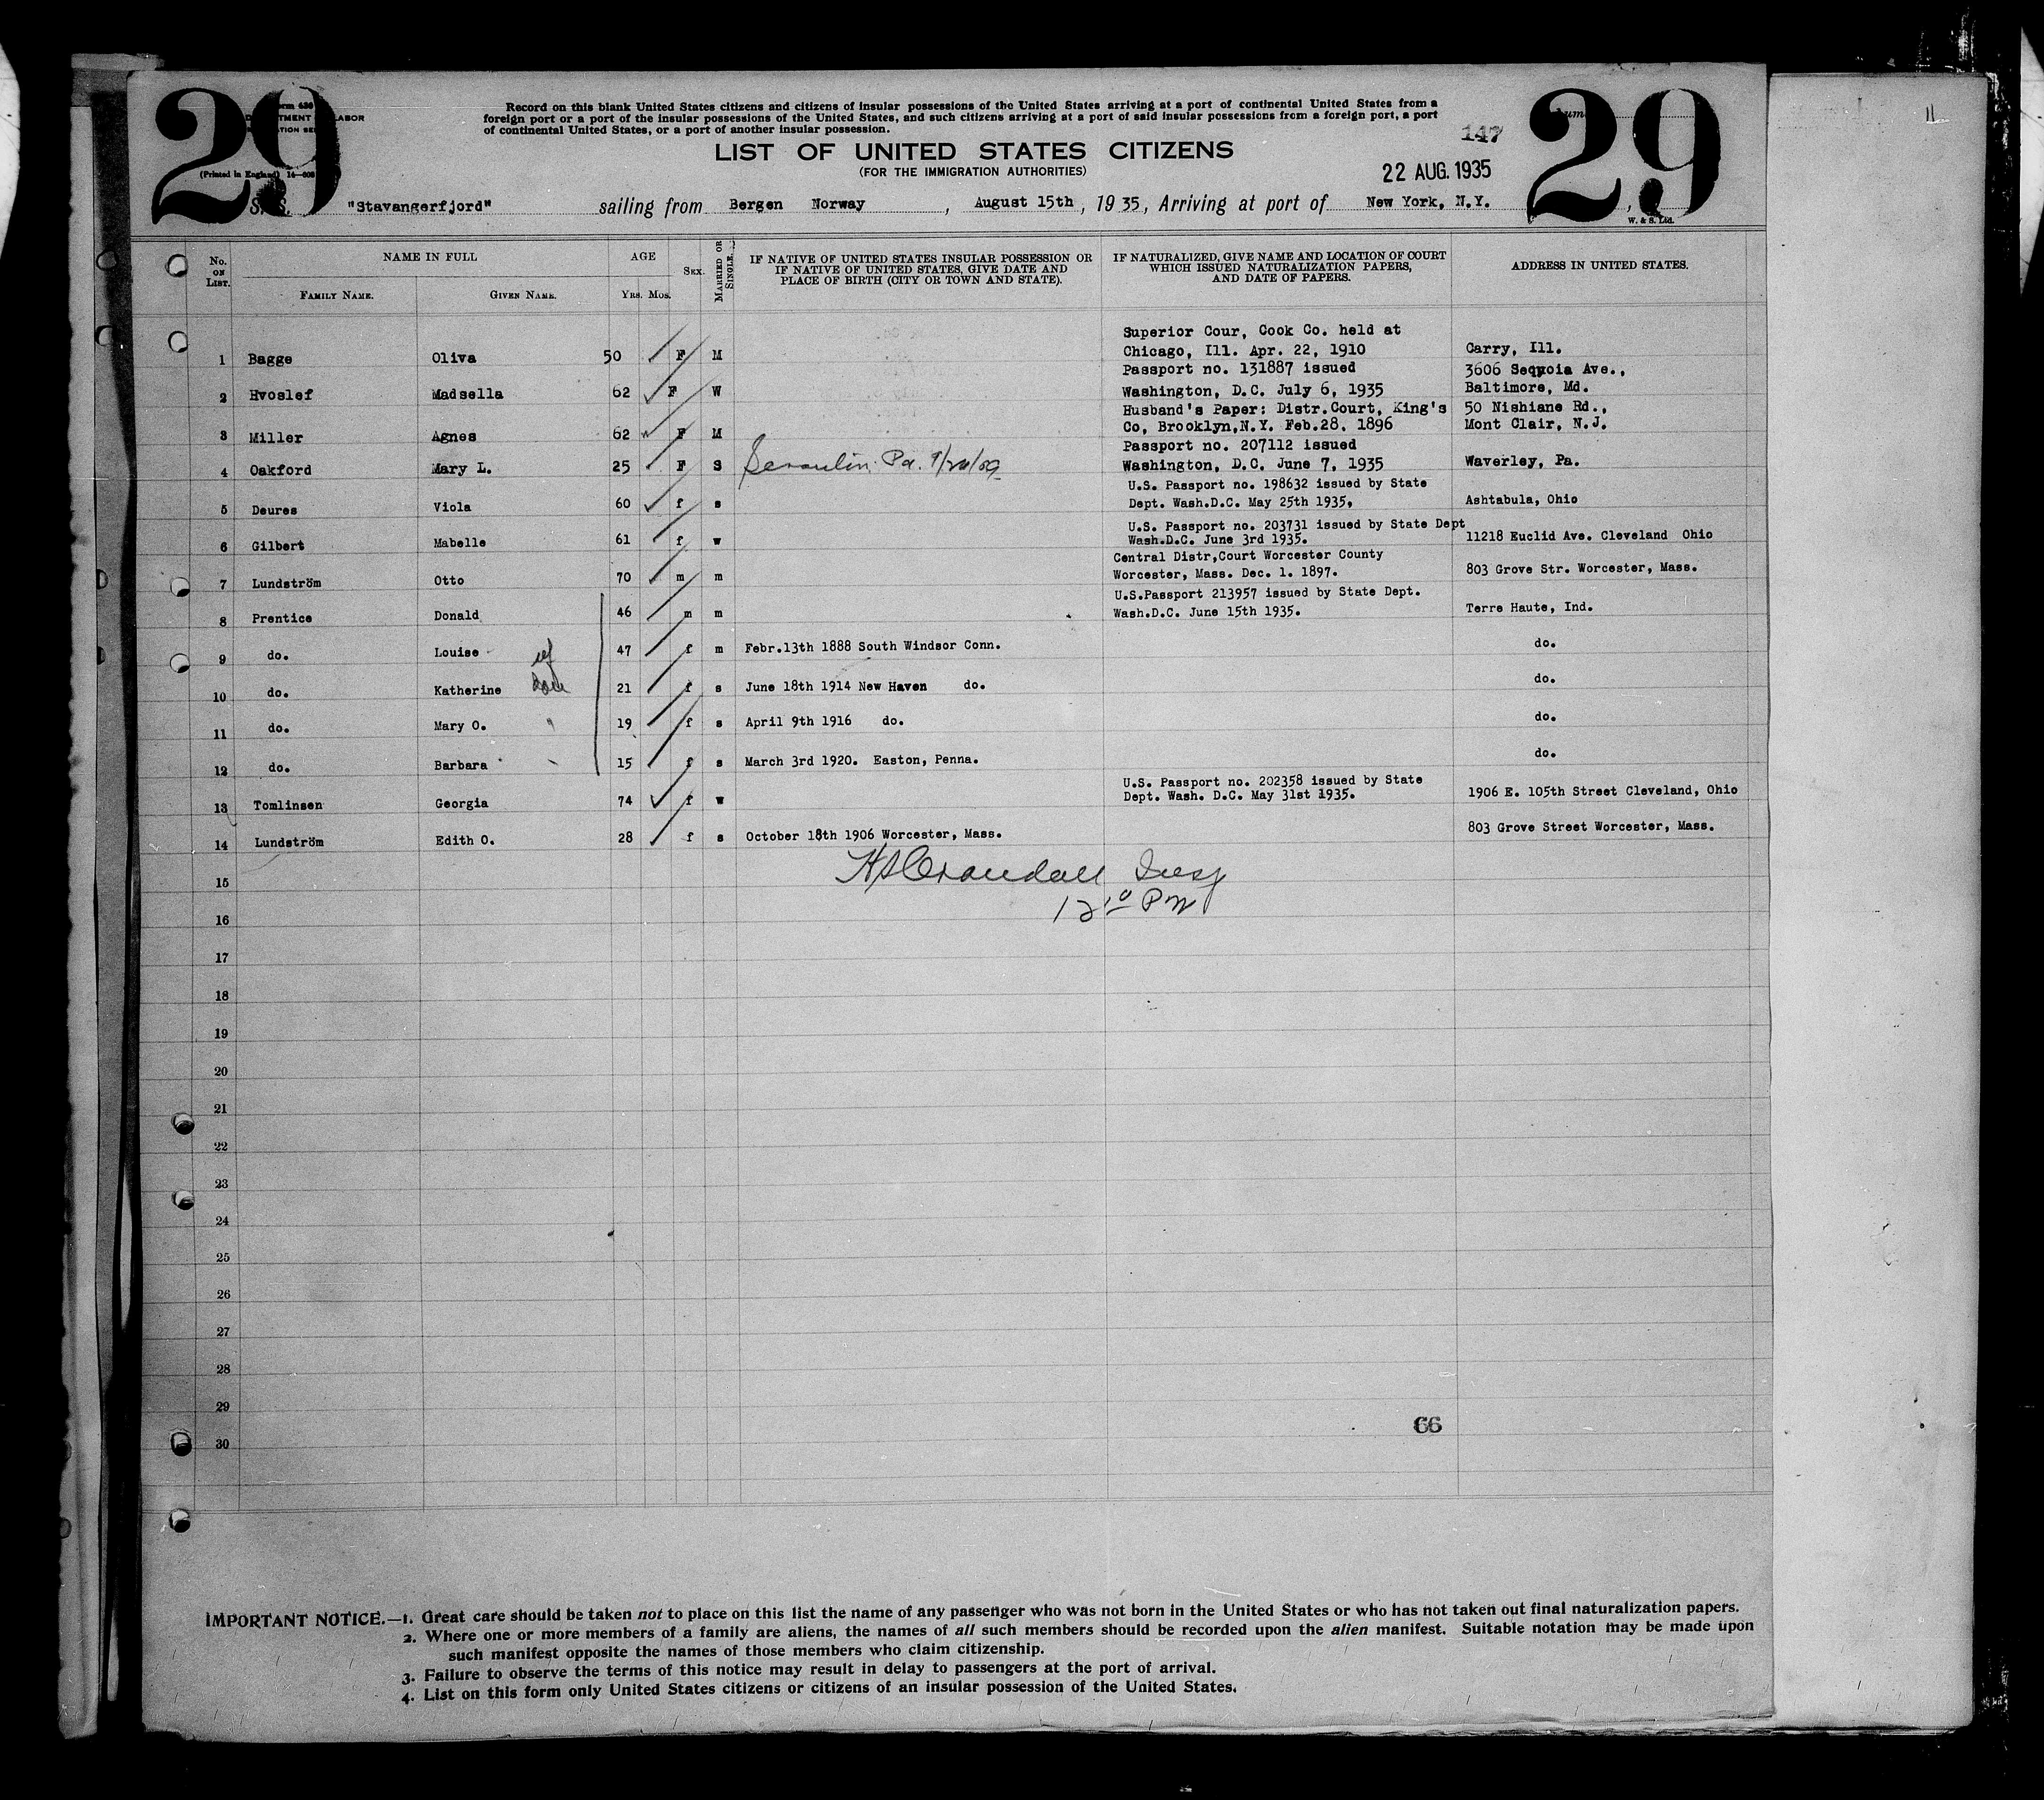 29
Form 430
LABOR
(Printed in England) 14—
Record on this blank United States citizens and citizens of insular possessions of the United States arriving at a port of continental United States from a
foreign port or a port of the insular possessions of the United States, and such citizens arriving at a port of said insular possessions from a foreign port, a port
of continental United States, or a port of another insular possession.
147
LIST OF UNITED STATES CITIZENS
(FOR THE IMMIGRATION AUTHORITIES)
22 AUG. 1935
29
W. & S. Ltd.
S.S. "Stavangerfjord" sailing from Bergen Norway, August 15th, 1935, Arriving at port of New York, N.Y.
No. ON LIST. NAME IN FULL AGE SEX. MARRIED OR SINGLE. IF NATIVE OF UNITED STATES INSULAR POSSESSION OR IF NATIVE OF UNITED STATES, GIVE DATE AND PLACE OF BIRTH (CITY OR TOWN AND STATE). IF NATURALIZED, GIVE NAME AND LOCATION OF COURT WHICH ISSUED NATURALIZATION PAPERS, AND DATE OF PAPERS. ADDRESS IN UNITED STATES.
FAMILY NAME. GIVEN NAME. YRS. MOS.
Superior Cour, Cook Co. held at
1 Bagge Oliva 50 F M Chicago, Ill. Apr. 22, 1910 Carry, Ill.
Passport no. 131887 issued 3606 Sequoia Ave.,
2 Hvoslef Madsella 62 F W Washington, D.C. July 6, 1935 Baltimore, Md.
Husband's Paper: Distr.Court, King's 50 Nishiane Rd.,
3 Miller Agnes 62 F M Co, Brooklyn,N.Y. Feb.28, 1896 Mont Clair, N.J.
Passport no. 207112 issued
4 Oakford Mary L. 25 F S Pa. Washington, D.C. June 7, 1935 Waverley, Pa.
U.S. Passport no. 198632 issued by State
5 Deures Viola 60 f s Dept. Wash.D.C. May 25th 1935, Ashtabula, Ohio
U.S. Passport no. 203731 issued by State Dept
6 Gilbert Mabelle 61 f w Wash.D.C. June 3rd 1935. 11218 Euclid Ave. Cleveland Ohio
Central Distr,Court Worcester County
7 Lundström Otto 70 m m Worcester, Mass. Dec. 1. 1897. 803 Grove Str. Worcester, Mass.
U.S.Passport 213957 issued by State Dept.
8 Prentice Donald 46 m m Wash.D.C. June 15th 1935. Terre Haute, Ind.
9 do. Louise wf 47 f m Febr.13th 1888 South Windsor Conn. do.
10 do. Katherine 21 f s June 18th 1914 New Haven do. do.
11 do. Mary O. 19 f s April 9th 1916 do. do.
12 do. Barbara 15 f s March 3rd 1920. Easton, Penna. do.
U.S. Passport no. 202358 issued by State
13 Tomlinsen Georgia 74 f w Dept. Wash. D.C. May 31st 1935. 1906 E. 105th Street Cleveland, Ohio
14 Lundström Edith O. 28 f s October 18th 1906 Worcester, Mass. 803 Grove Street Worcester, Mass.
15 Crandall Insp
16 12 10 PM
17
18
19
20
21
22
23
24
25
26
27
28
29
66
30
IMPORTANT NOTICE.—1. Great care should be taken not to place on this list the name of any passenger who was not born in the United States or who has not taken out final naturalization papers.
2. Where one or more members of a family are aliens, the names of all such members should be recorded upon the alien manifest. Suitable notation may be made upon
such manifest opposite the names of those members who claim citizenship.
3. Failure to observe the terms of this notice may result in delay to passengers at the port of arrival.
4. List on this form only United States citizens or citizens of an insular possession of the United States.